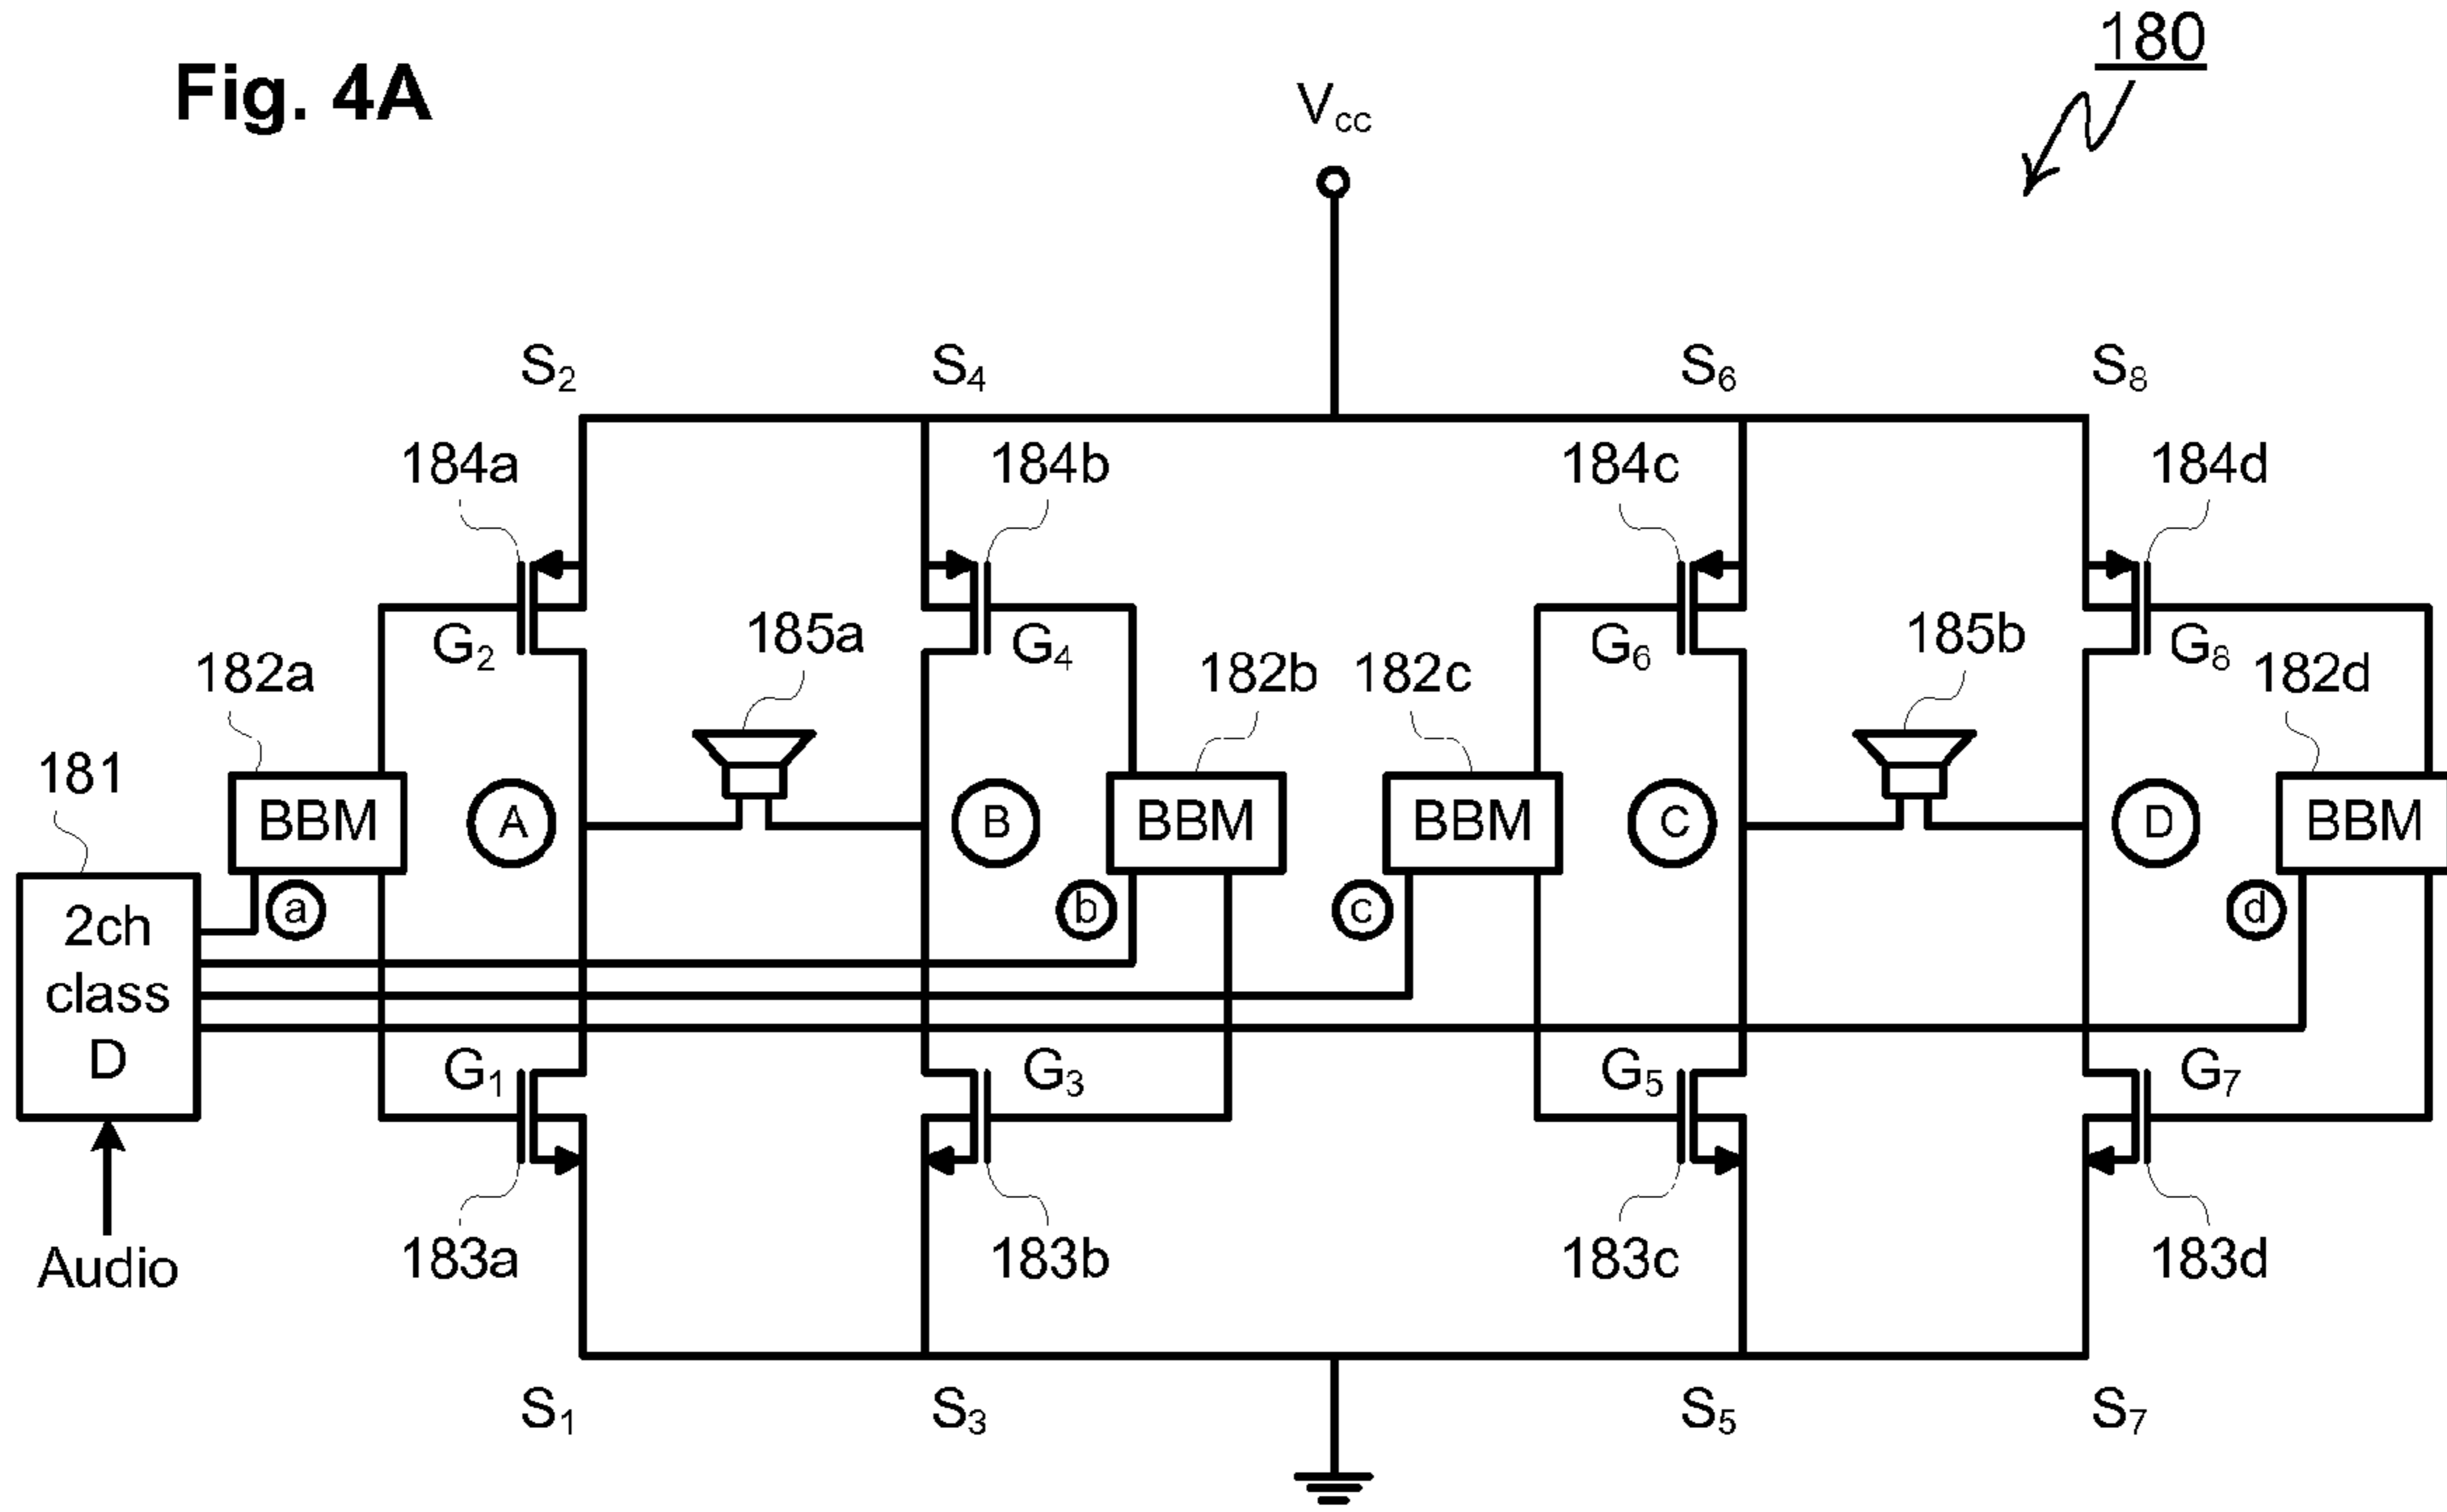 Fig. 4A
180
Vcc
S2
S4
S6
S8
184a
184b
184c
184d
G2
185a
G4
G6
185b
G8
182a
182b
182c
182d
181
BBM
A
B
BBM
BBM
C
D
BBM
2ch
class
D
a
b
c
d
G1
G3
G5
G7
Audio
183a
183b
183c
183d
S1
S3
S5
S7